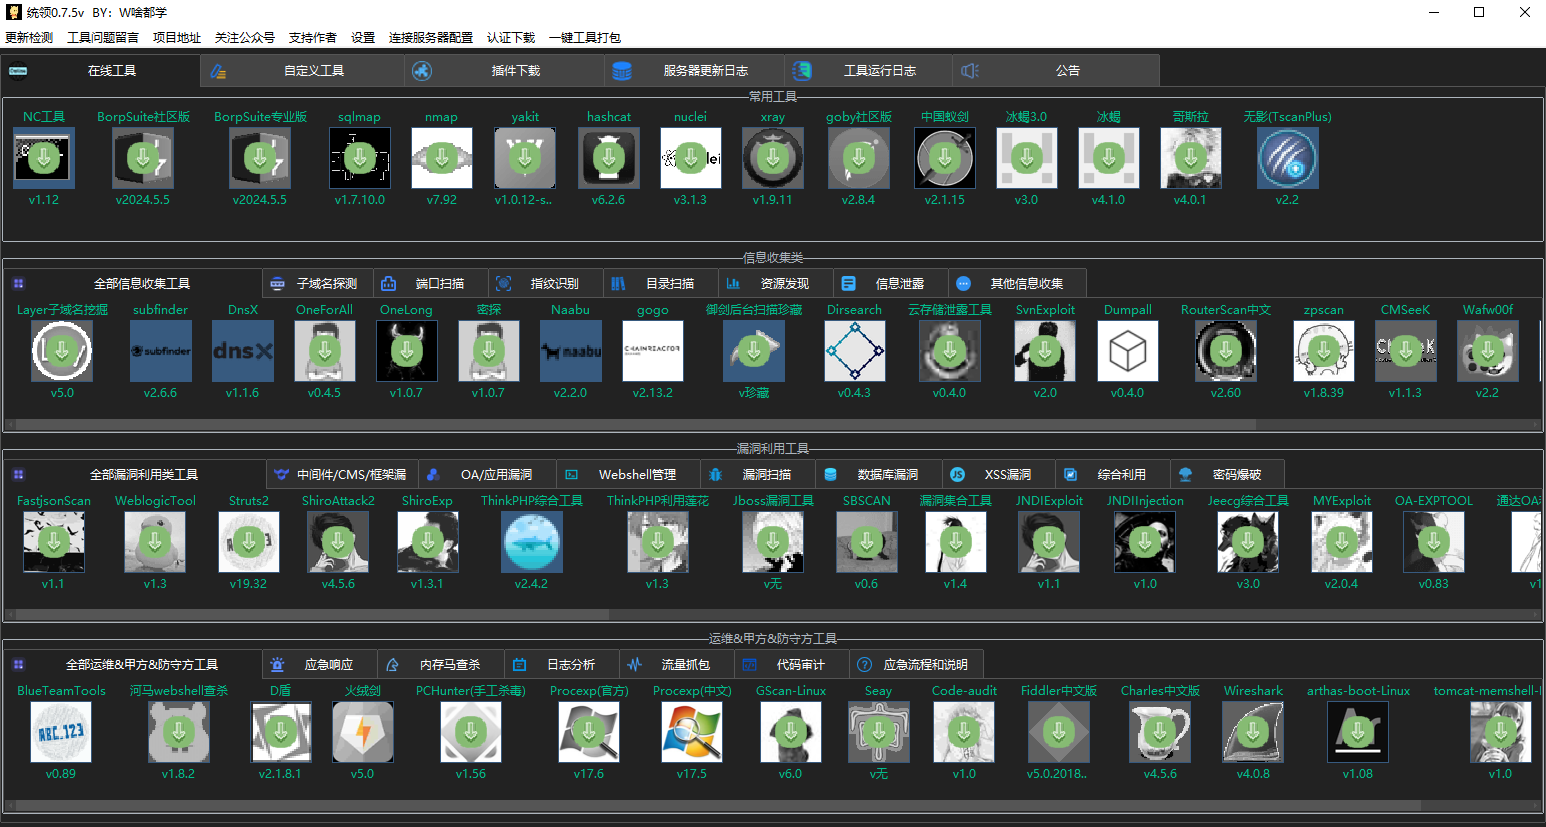 统领0.7.5v BY：W啥都学
更新检测 工具问题留言 项目地址 关注公众号 支持作者 设置 连接服务器配置 认证下载 一键工具打包
在线工具 自定义工具 插件下载 服务器更新日志 工具运行日志 公告
常用工具
NC工具 BorpSuite社区版 BorpSuite专业版 sqlmap nmap yakit hashcat nuclei xray goby社区版 中国蚁剑 冰蝎3.0 冰蝎 哥斯拉 无影(TscanPlus)
v1.12 v2024.5.5 v2024.5.5 v1.7.10.0 v7.92 v1.0.12-s.. v6.2.6 v3.1.3 v1.9.11 v2.8.4 v2.1.15 v3.0 v4.1.0 v4.0.1 v2.2
信息收集类
全部信息收集工具 子域名探测 端口扫描 指纹识别 目录扫描 资源发现 信息泄露 其他信息收集
Layer子域名挖掘 subfinder DnsX OneForAll OneLong 密探 Naabu gogo 御剑后台扫描珍藏 Dirsearch 云存储泄露工具 SvnExploit Dumpall RouterScan中文 zpscan CMSeeK Wafw00f
subfinder dnsX naabu CHAINREACTOR
v5.0 v2.6.6 v1.1.6 v0.4.5 v1.0.7 v1.0.7 v2.2.0 v2.13.2 v珍藏 v0.4.3 v0.4.0 v2.0 v0.4.0 v2.60 v1.8.39 v1.1.3 v2.2
漏洞利用工具
全部漏洞利用类工具 中间件/CMS/框架漏 OA/应用漏洞 Webshell管理 漏洞扫描 数据库漏洞 JS XSS漏洞 综合利用 密码爆破
FastjsonScan WeblogicTool Struts2 ShiroAttack2 ShiroExp ThinkPHP综合工具 ThinkPHP利用莲花 Jboss漏洞工具 SBSCAN 漏洞集合工具 JNDIExploit JNDIInjection Jeecg综合工具 MYExploit OA-EXPTOOL 通达OA
v1.1 v1.3 v19.32 v4.5.6 v1.3.1 v2.4.2 v1.3 v无 v0.6 v1.4 v1.1 v1.0 v3.0 v2.0.4 v0.83 v1
运维&甲方&防守方工具
全部运维&甲方&防守方工具 应急响应 内存马查杀 日志分析 流量抓包 代码审计 应急流程和说明
BlueTeamTools 河马webshell查杀 D盾 火绒剑 PCHunter(手工杀毒) Procexp(官方) Procexp(中文) GScan-Linux Seay Code-audit Fiddler中文版 Charles中文版 Wireshark arthas-boot-Linux tomcat-memshell-
ABC_123
v0.89 v1.8.2 v2.1.8.1 v5.0 v1.56 v17.6 v17.5 v6.0 v无 v1.0 v5.0.2018.. v4.5.6 v4.0.8 v1.08 v1.0